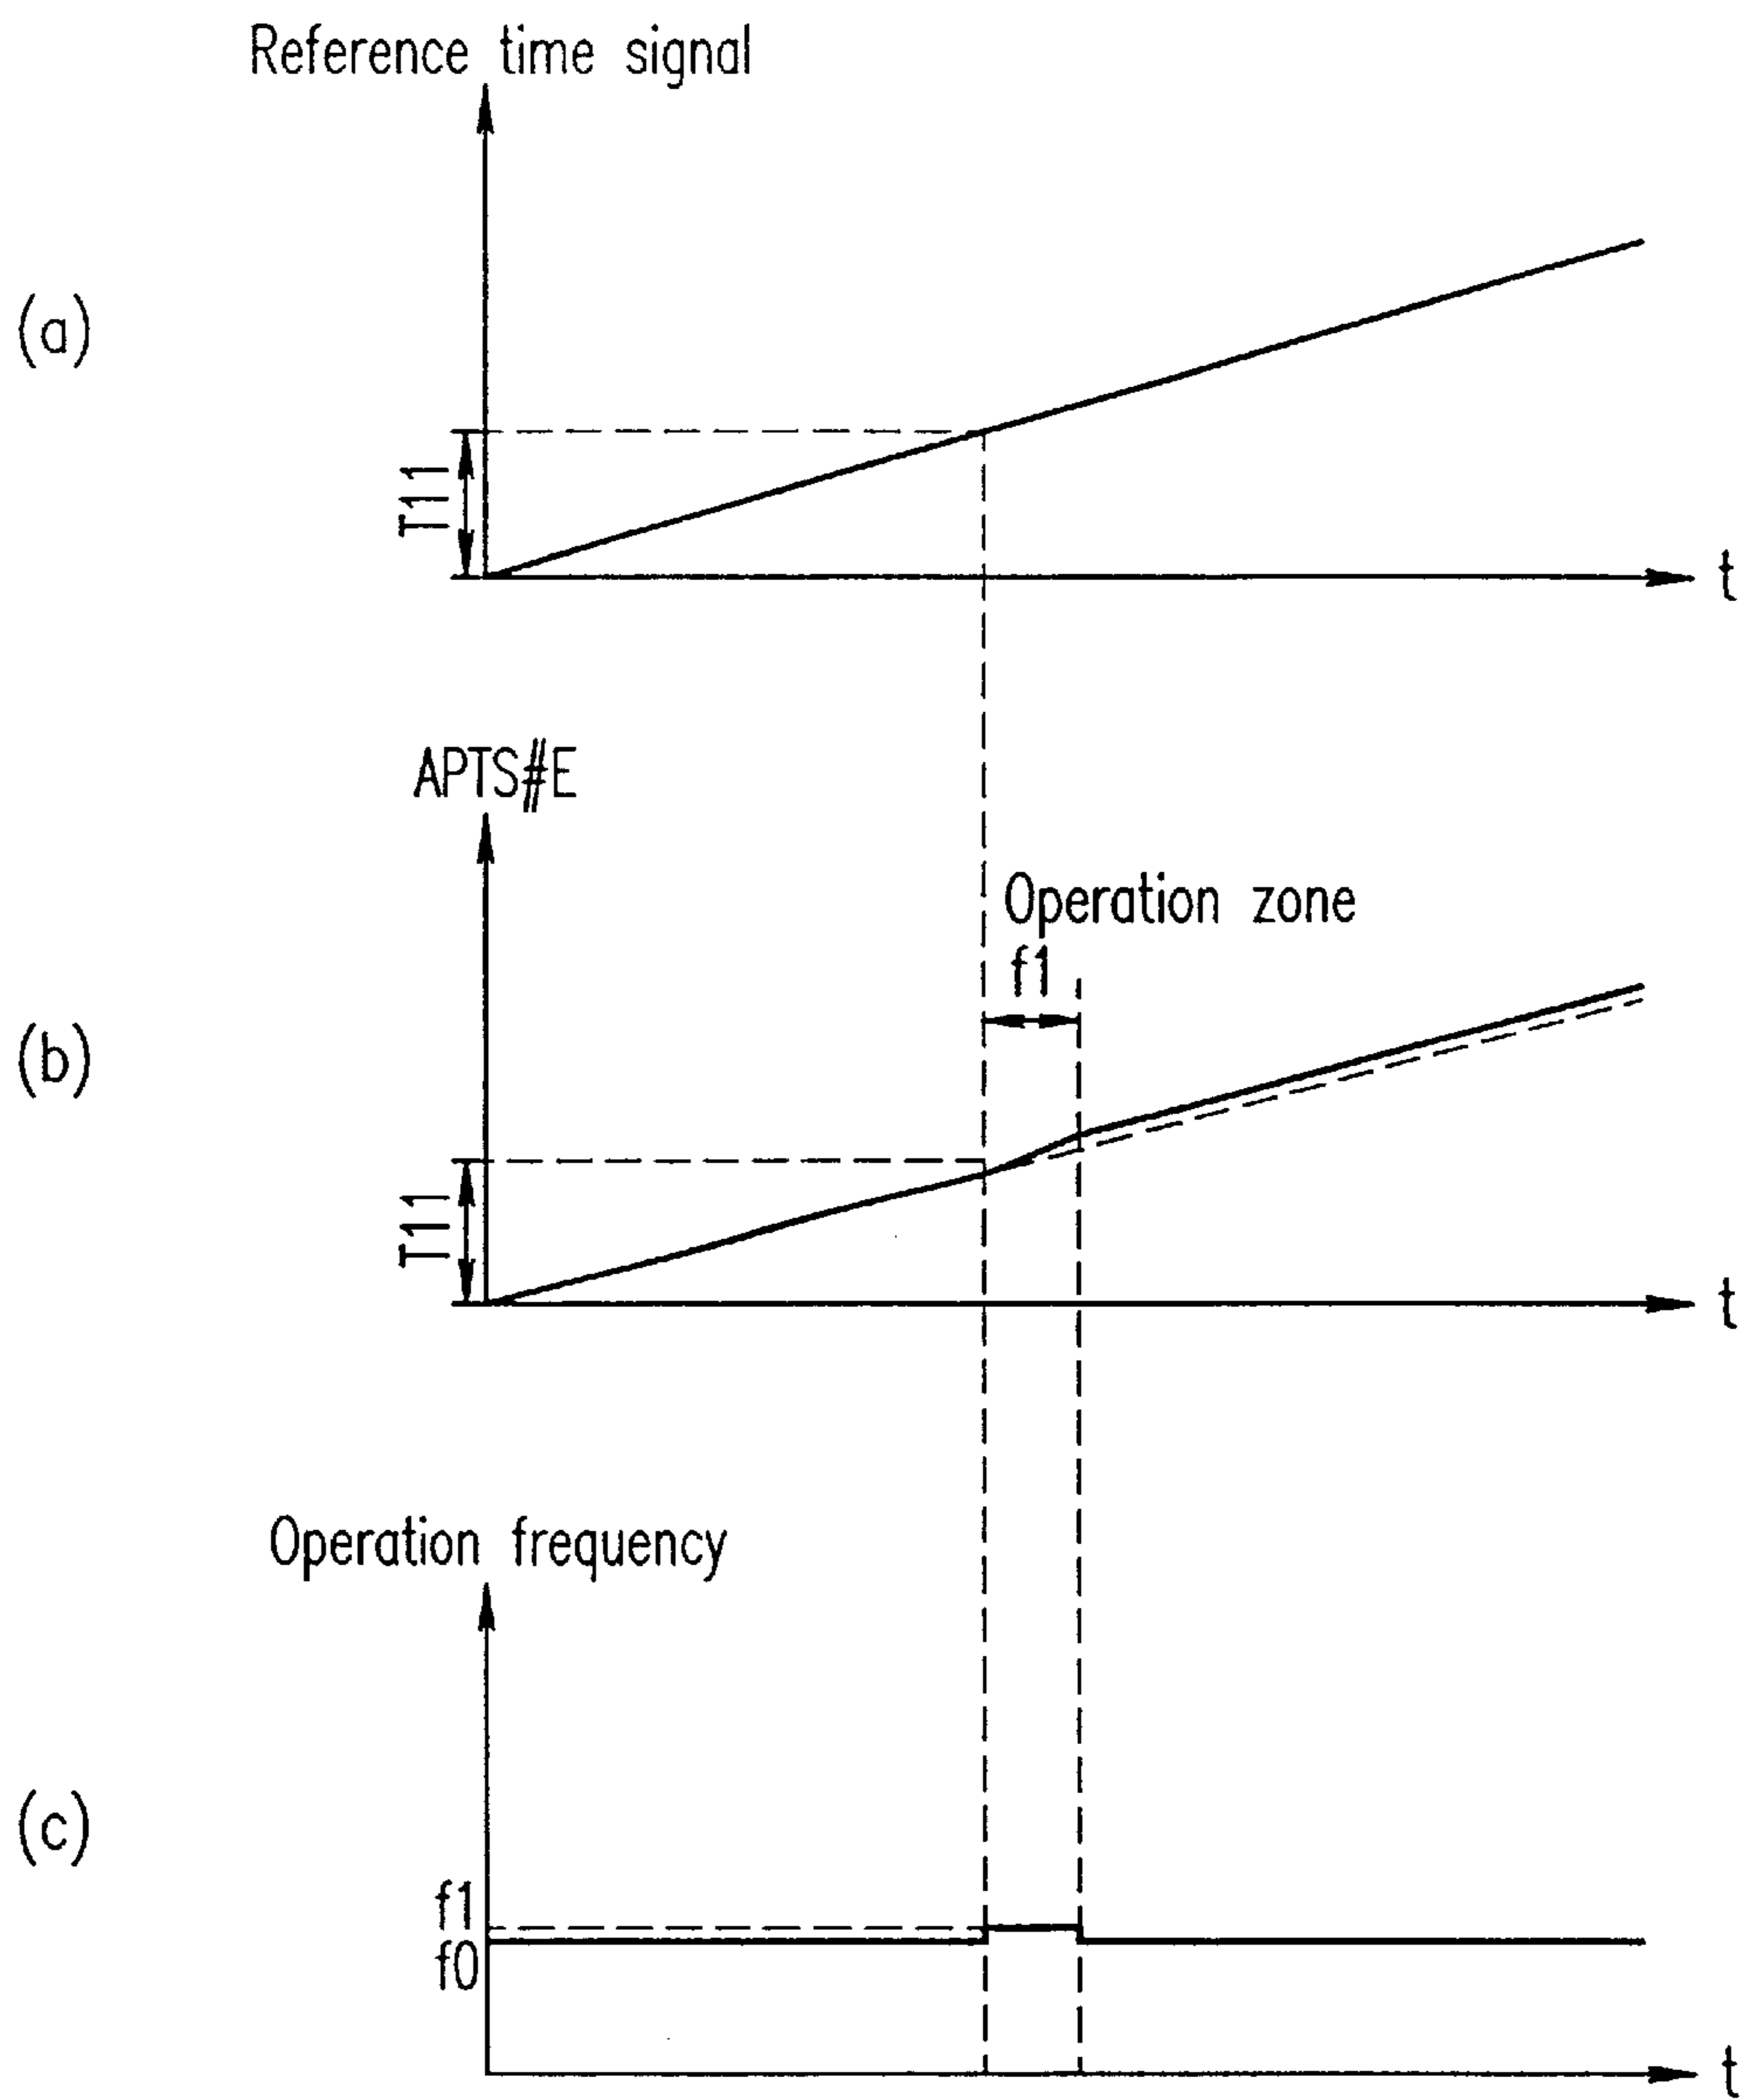 Reference time signal
(a)
T11
t
APTS#E
Operation zone
f1
(b)
T11
t
Operation frequency
(c)
f1
f0
t